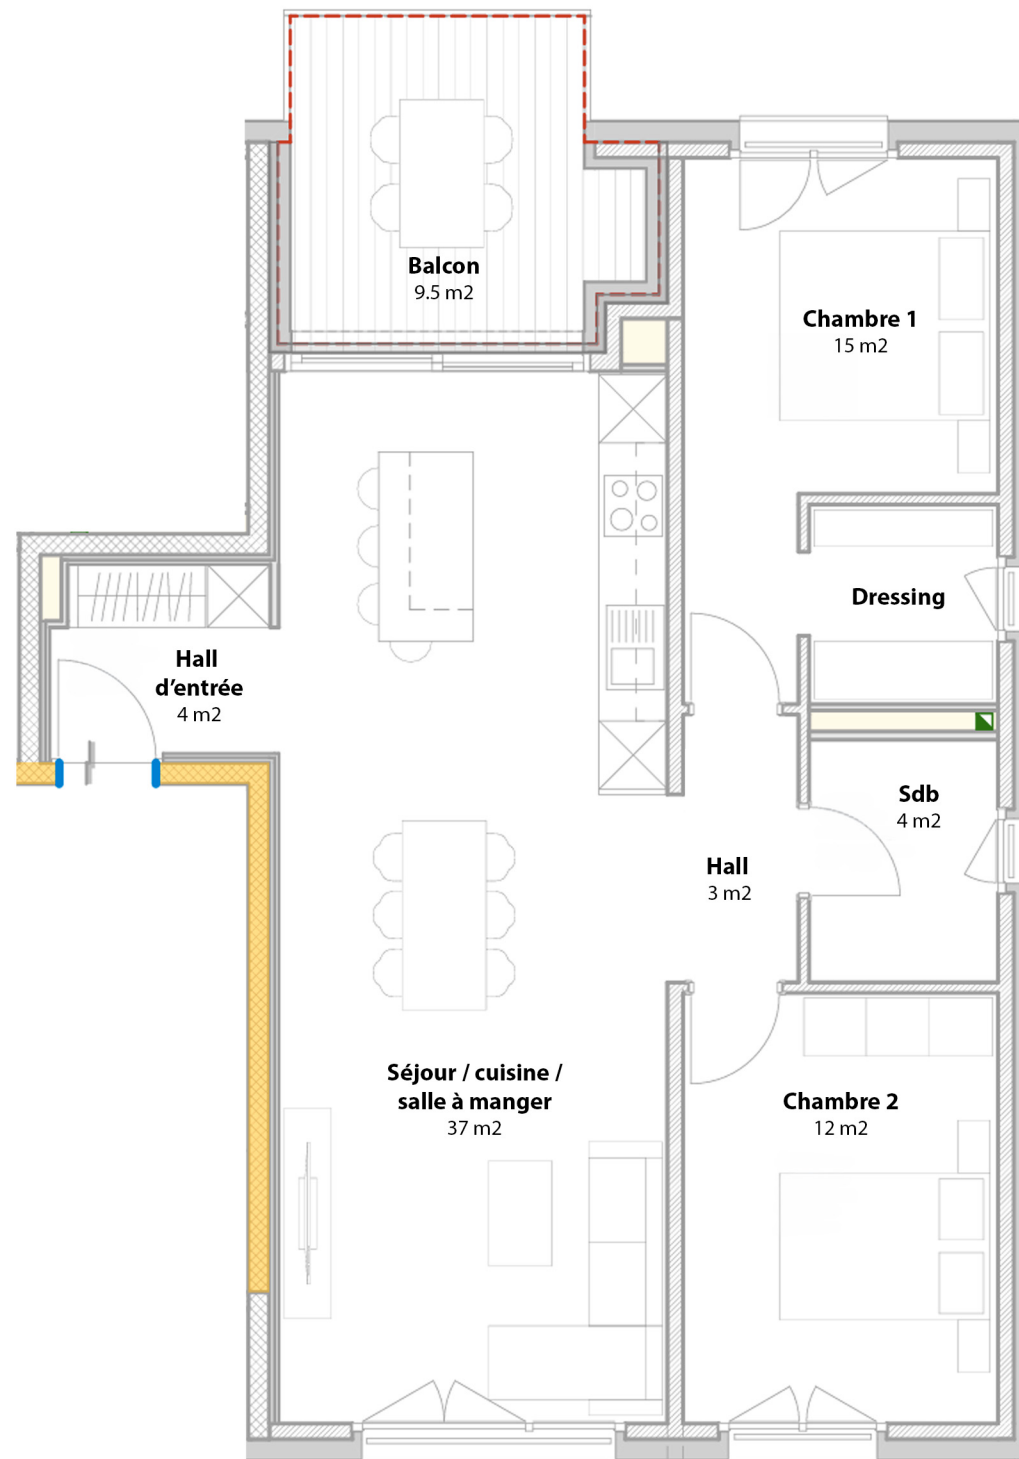 Balcon
9.5 m2
Chambre 1
15 m2
Dressing
Hall
d’entrée
4 m2
Sdb
4 m2
Hall
3 m2
Séjour / cuisine /
salle à manger
37 m2
Chambre 2
12 m2